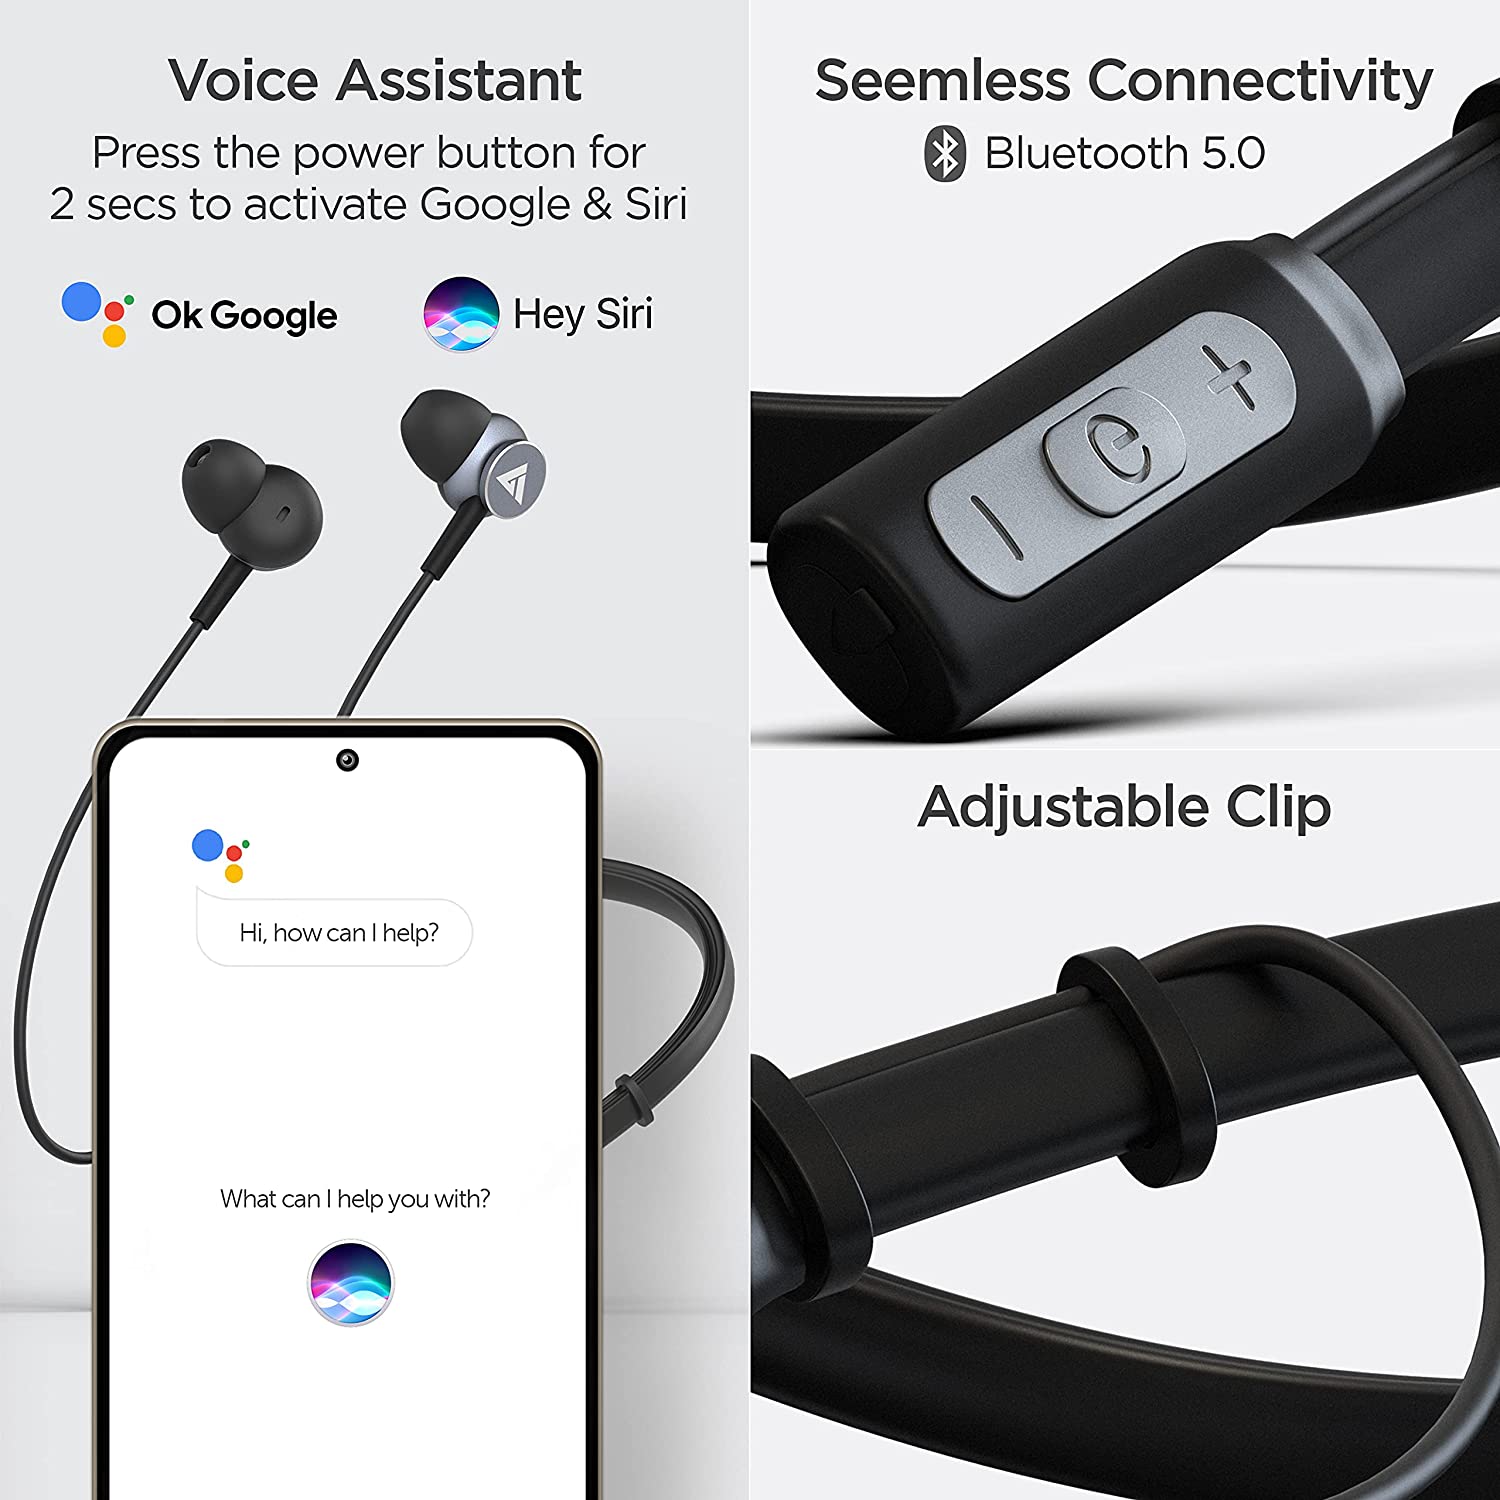 Voice Assistant
Press the power button for
2 secs to activate Google & Siri
Ok Google
Hey Siri
Hi, how can I help?
What can I help you with?
Seemless Connectivity
Bluetooth 5.0
+
-
Adjustable Clip